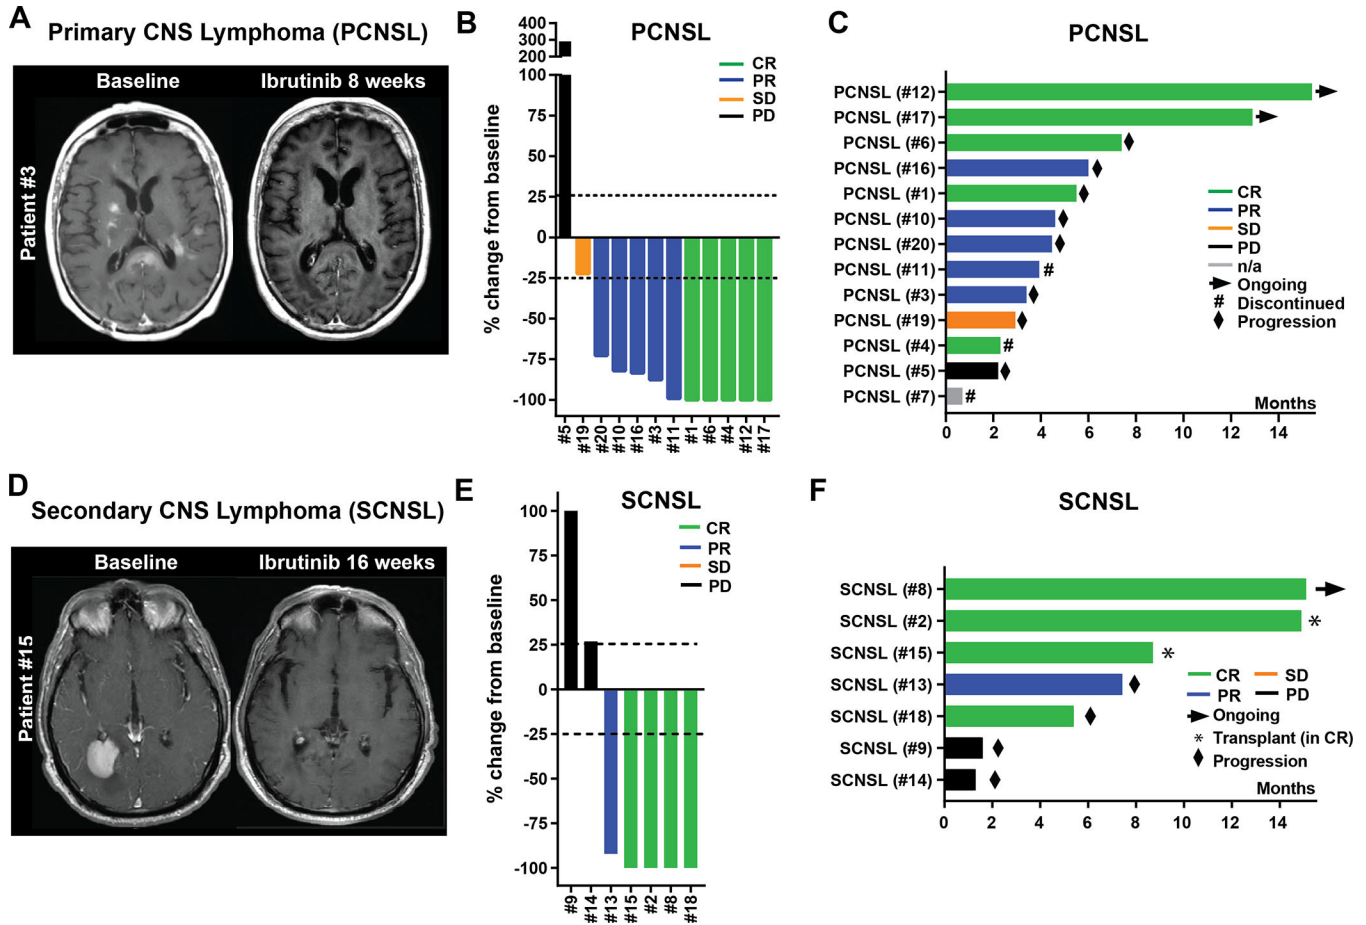 A
Primary CNS Lymphoma (PCNSL)
Baseline
Ibrutinib 8 weeks
Patient #3
B
PCNSL
CR
PR
SD
PD
% change from baseline
400
300
200
100
75
50
25
0
-25
-50
-75
-100
#5
#19
#20
#10
#16
#3
#11
#1
#6
#4
#12
#17
C
PCNSL
PCNSL (#12)
PCNSL (#17)
PCNSL (#6)
PCNSL (#16)
PCNSL (#1)
PCNSL (#10)
PCNSL (#20)
PCNSL (#11)
#
PCNSL (#3)
PCNSL (#19)
PCNSL (#4)
#
PCNSL (#5)
PCNSL (#7)
#
CR
PR
SD
PD
n/a
Ongoing
# Discontinued
Progression
Months
0 2 4 6 8 10 12 14
D
Secondary CNS Lymphoma (SCNSL)
Baseline
Ibrutinib 16 weeks
Patient #15
E
SCNSL
CR
PR
SD
PD
% change from baseline
100
75
50
25
0
-25
-50
-75
-100
#9
#14
#13
#15
#2
#8
#18
F
SCNSL
SCNSL (#8)
SCNSL (#2)
*
SCNSL (#15)
*
SCNSL (#13)
SCNSL (#18)
SCNSL (#9)
SCNSL (#14)
CR SD
PR PD
Ongoing
* Transplant (in CR)
Progression
Months
0 2 4 6 8 10 12 14